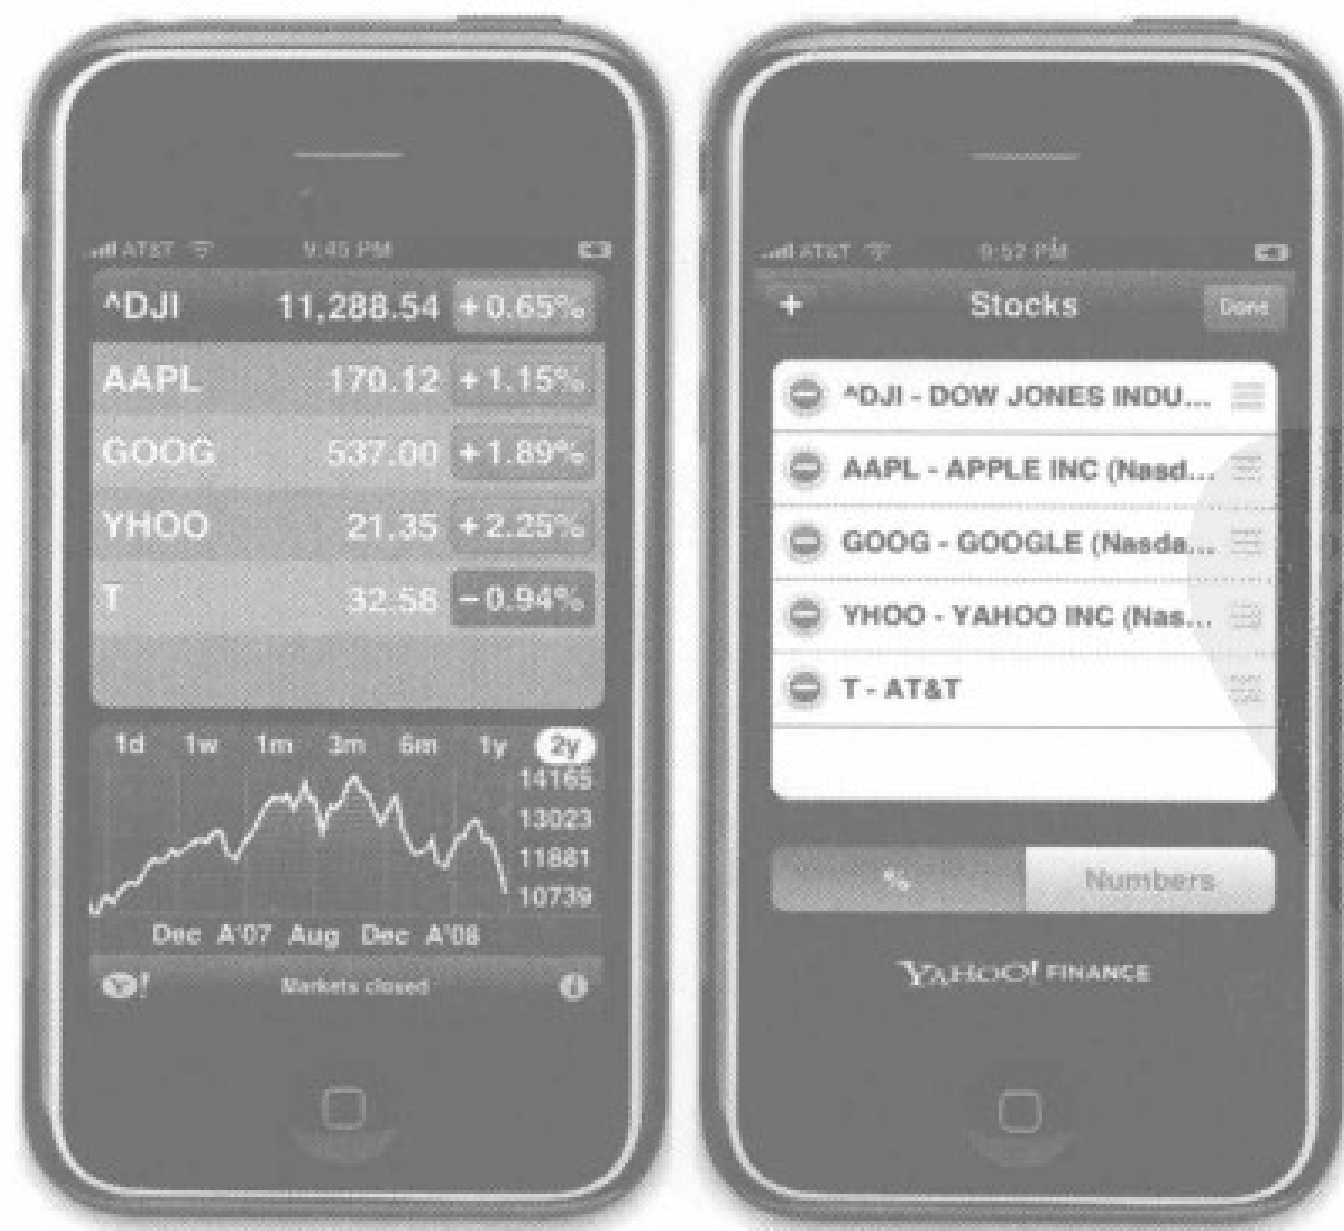 AT&T 9:45 PM
^DJI 11,288.54 +0.65%
AAPL 170.12 +1.15%
GOOG 537.00 +1.89%
YHOO 21.35 +2.25%
T 32.58 −0.94%
1d 1w 1m 3m 6m 1y 2y
14165
13023
11881
10739
Dec A'07 Aug Dec A'08
Y! Markets closed i
AT&T 9:52 PM
+ Stocks Done
^DJI - DOW JONES INDU...
AAPL - APPLE INC (Nasd...
GOOG - GOOGLE (Nasda...
YHOO - YAHOO INC (Nas...
T - AT&T
% Numbers
YAHOO! FINANCE